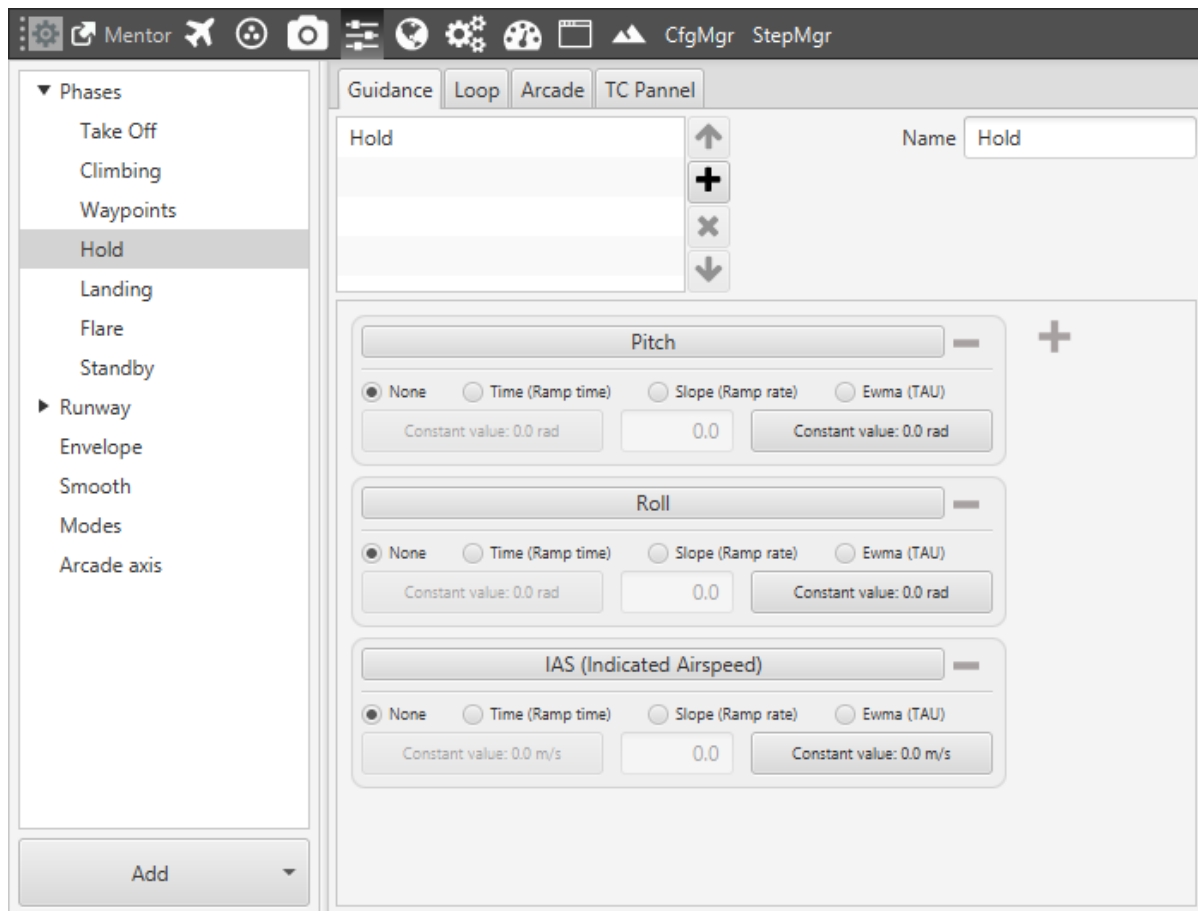 Mentor CfgMgr StepMgr
Phases
Take Off
Climbing
Waypoints
Hold
Landing
Flare
Standby
Runway
Envelope
Smooth
Modes
Arcade axis
Add
Guidance Loop Arcade TC Pannel
Hold
Name Hold
Pitch
None Time (Ramp time) Slope (Ramp rate) Ewma (TAU)
Constant value: 0.0 rad 0.0 Constant value: 0.0 rad
Roll
None Time (Ramp time) Slope (Ramp rate) Ewma (TAU)
Constant value: 0.0 rad 0.0 Constant value: 0.0 rad
IAS (Indicated Airspeed)
None Time (Ramp time) Slope (Ramp rate) Ewma (TAU)
Constant value: 0.0 m/s 0.0 Constant value: 0.0 m/s